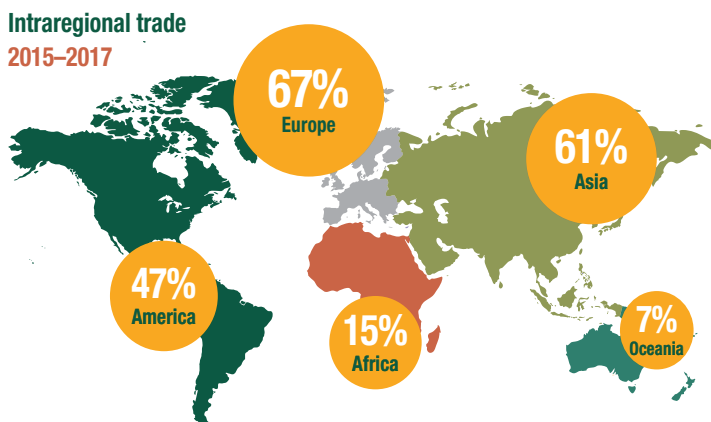 Intraregional trade
2015–2017
67%
Europe
61%
Asia
47%
America
15%
Africa
7%
Oceania